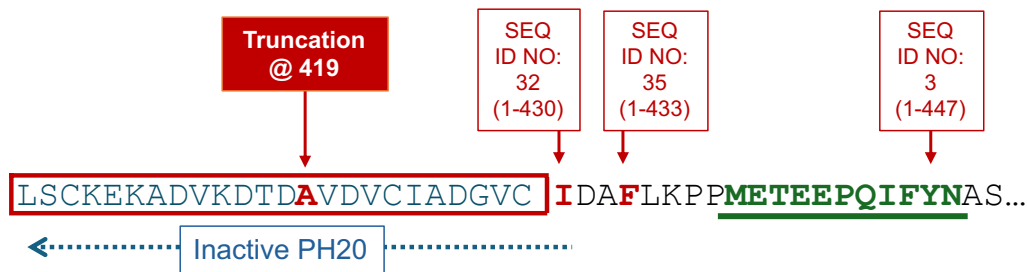 Truncation
@ 419
SEQ
ID NO:
32
(1-430)
SEQ
ID NO:
35
(1-433)
SEQ
ID NO:
3
(1-447)
LSCKEKADVKDTDAVDVCIADGVC IDAFLKPPMETEEPQIFYNAS…
Inactive PH20